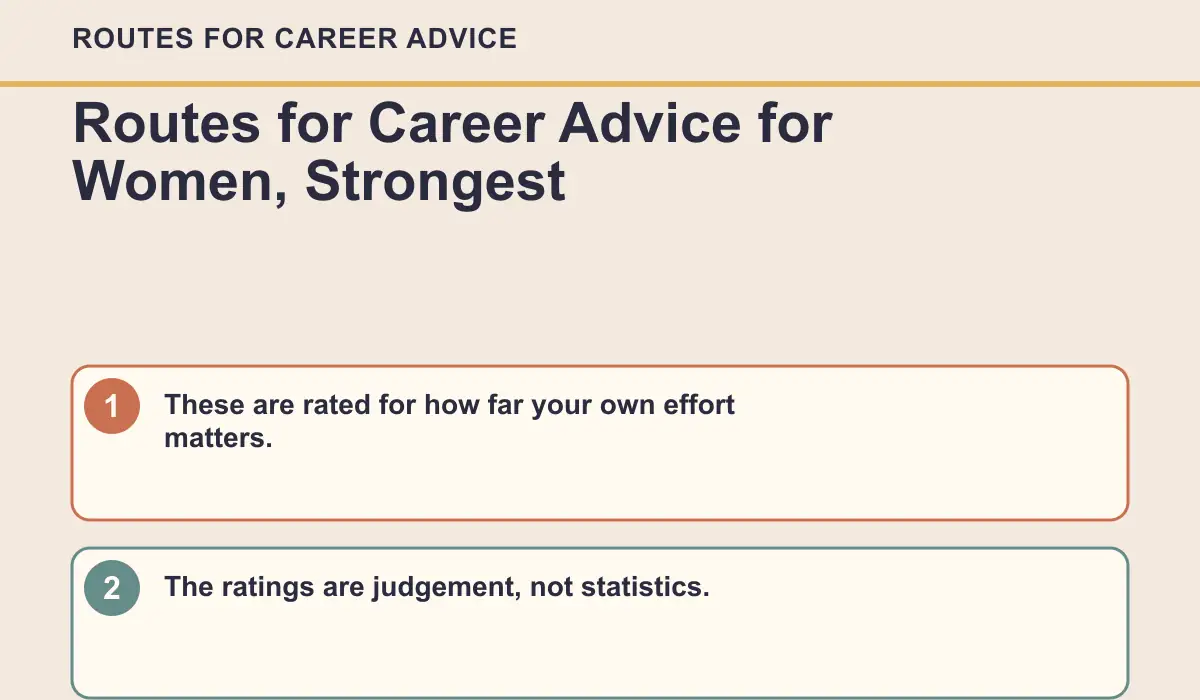 ROUTES FOR CAREER ADVICE
Routes for Career Advice for
Women, Strongest
1
These are rated for how far your own effort
matters.
2
The ratings are judgement, not statistics.